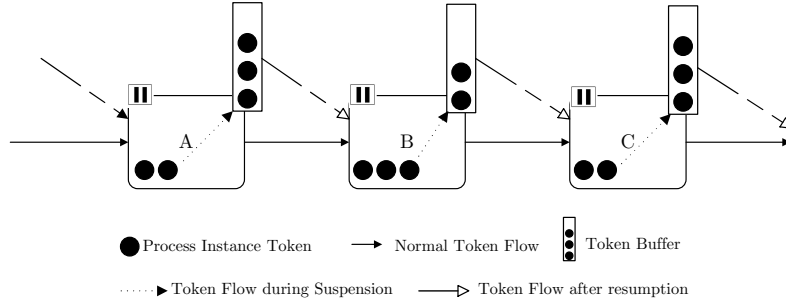 A
B
C
Process Instance Token
Normal Token Flow
Token Buffer
Token Flow during Suspension
Token Flow after resumption